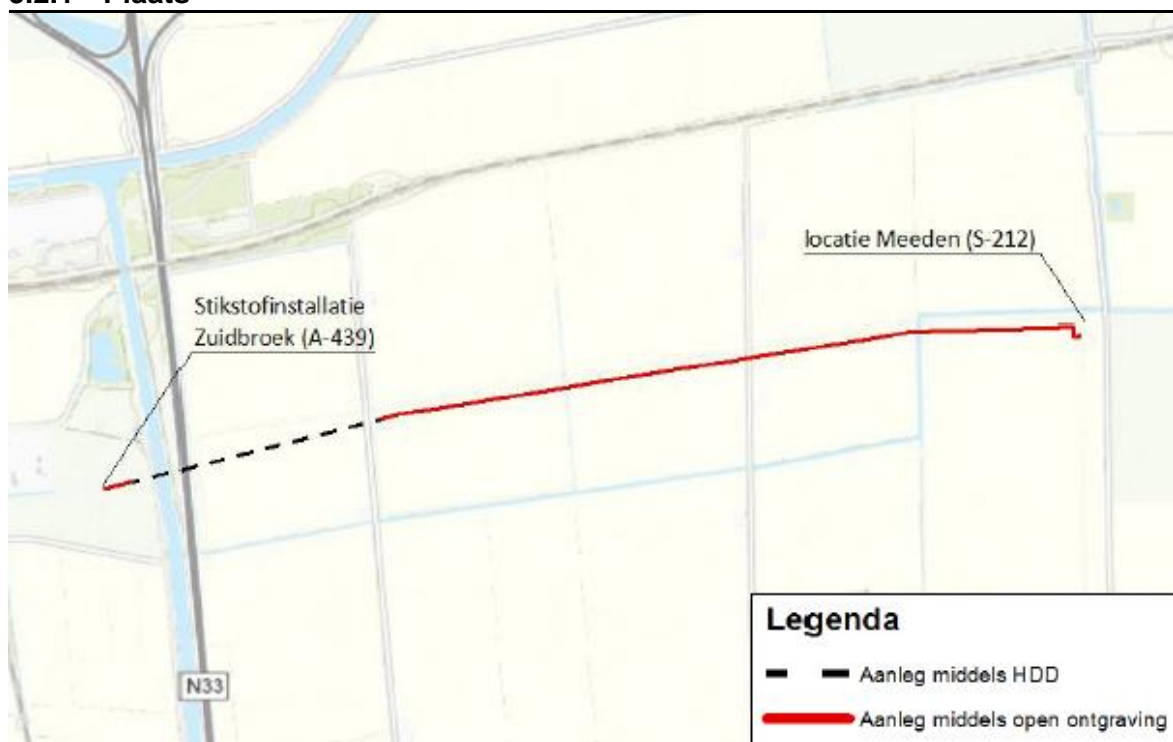 Stikstofinstallatie
Zuidbroek (A-439)
locatie Meeden (S-212)
N33
Legenda
Aanleg middels HDD
Aanleg middels open ontgraving